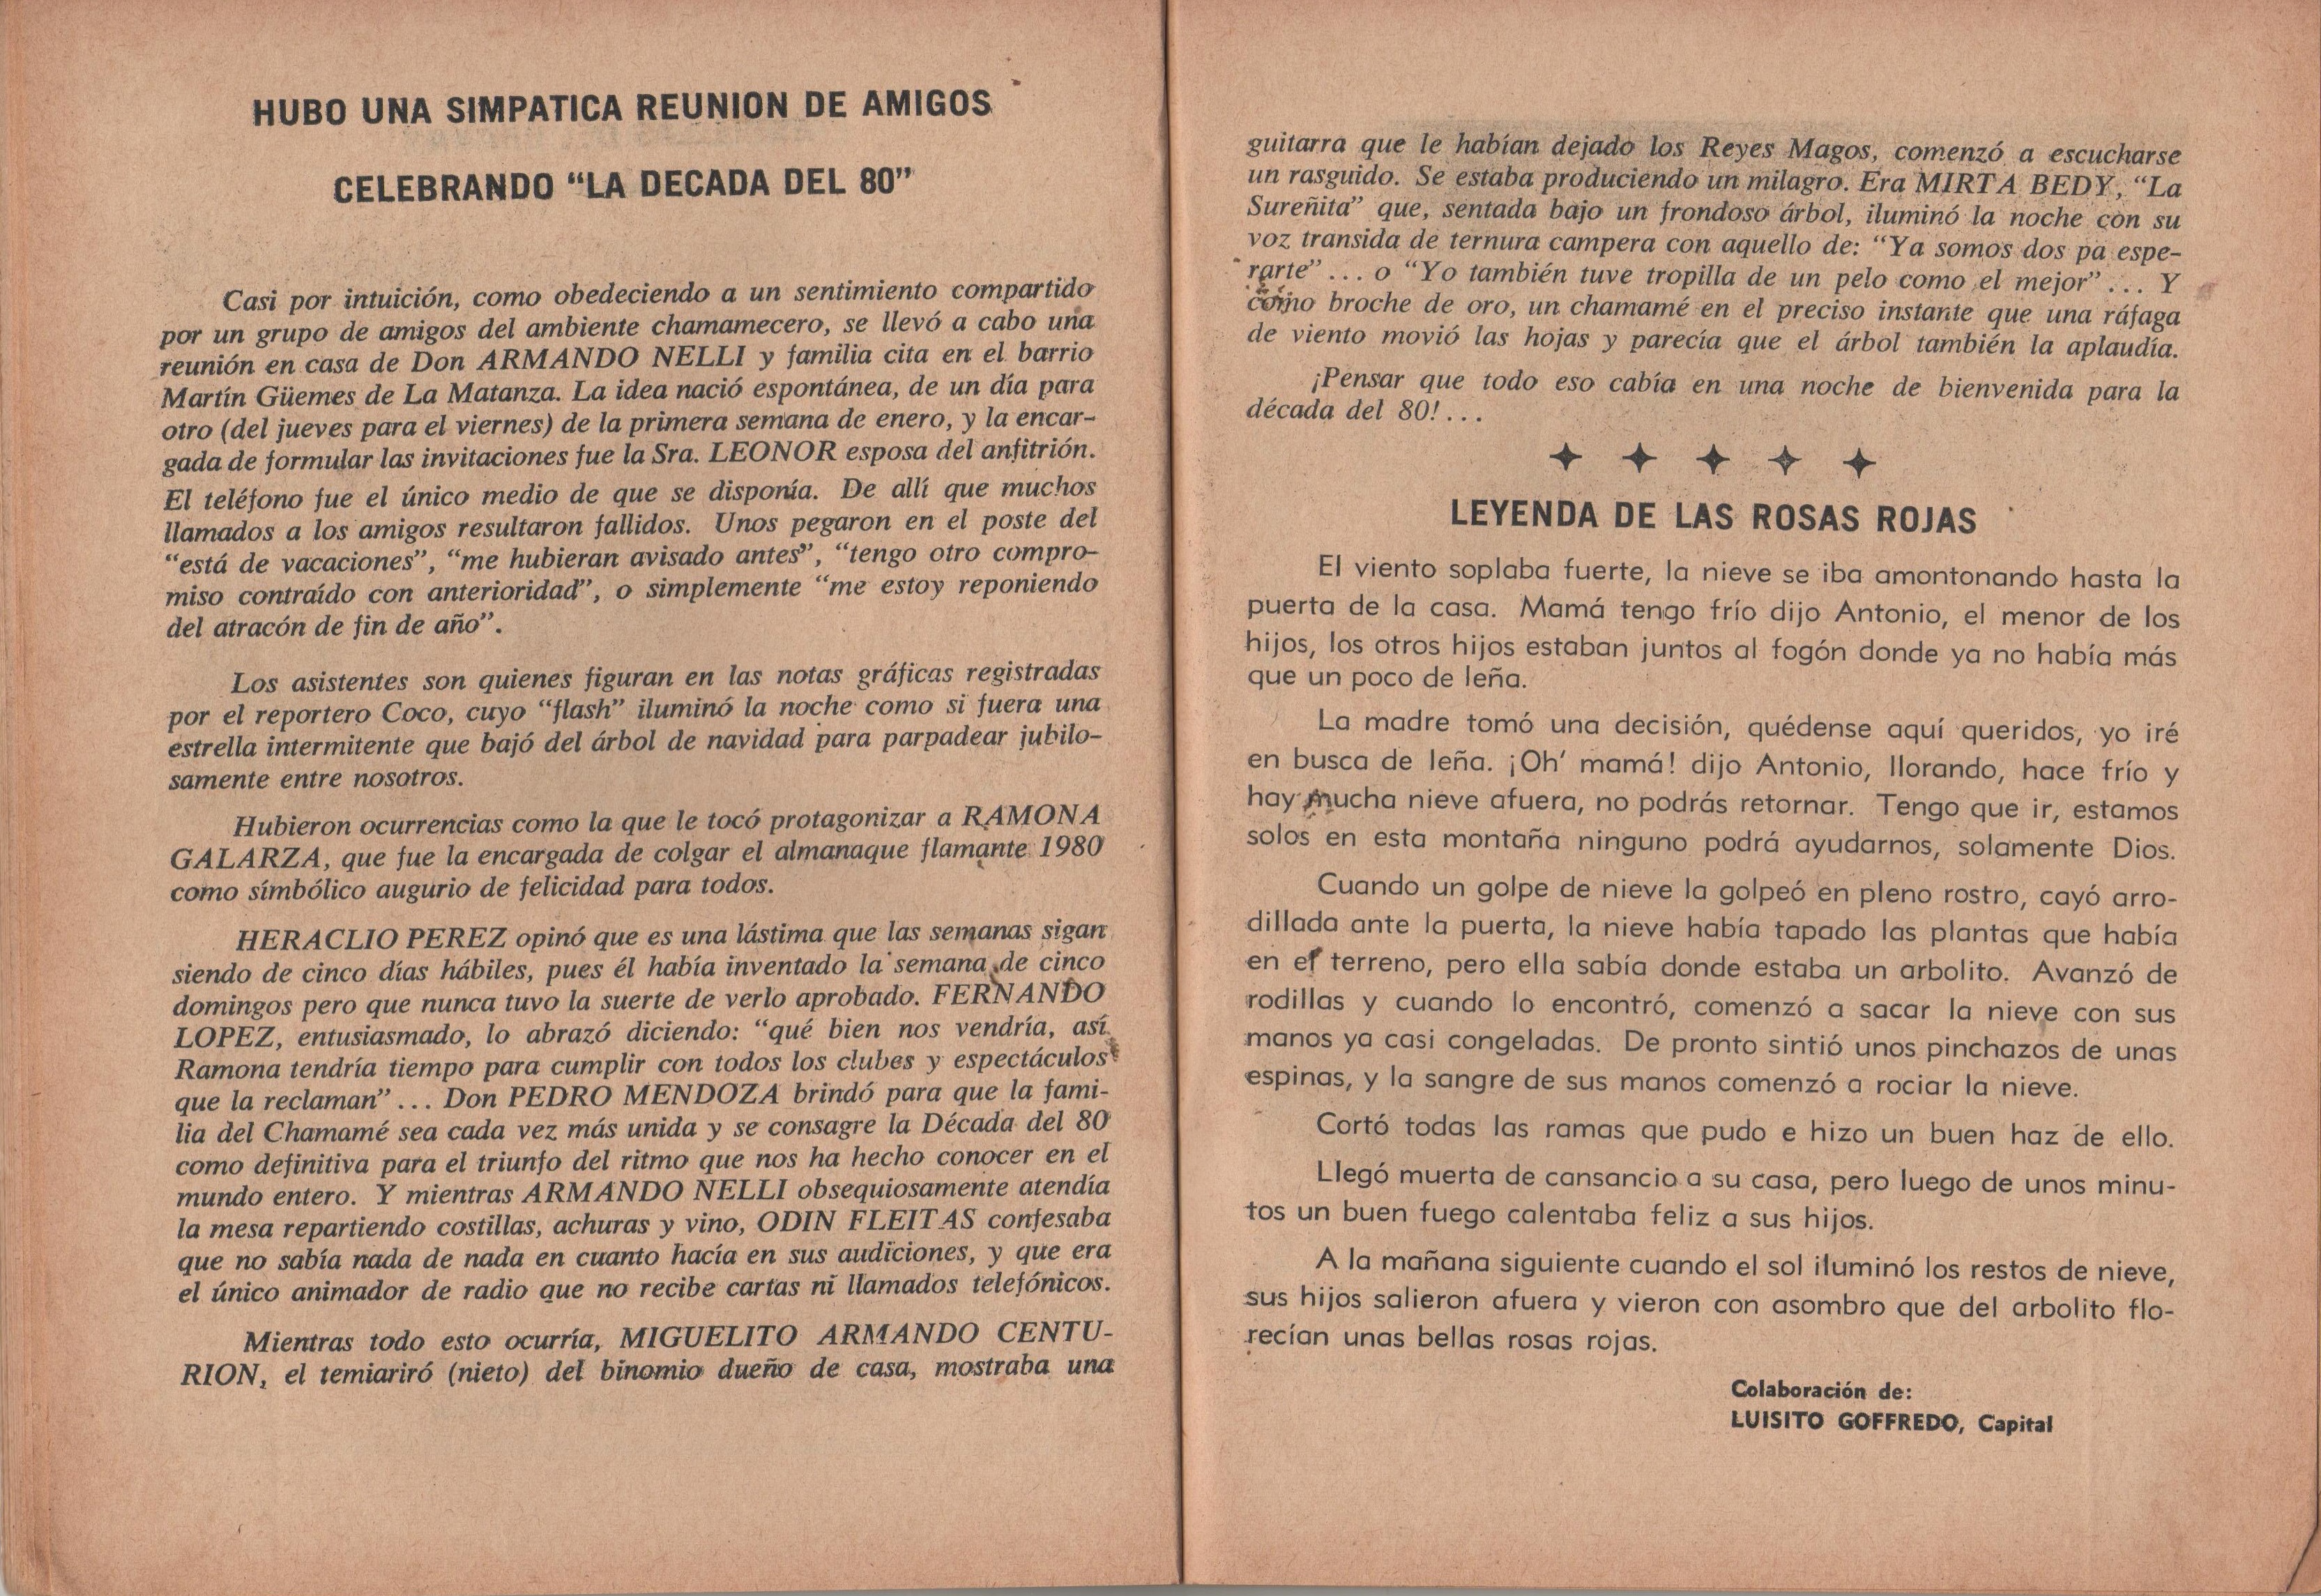 HUBO UNA SIMPATICA REUNION DE AMIGOS
CELEBRANDO “LA DECADA DEL 80”
Casi por intuición, como obedeciendo a un sentimiento compartido
por un grupo de amigos del ambiente chamamecero, se llevó a cabo una
reunión en casa de Don ARMANDO NELLI y familia cita en el barrio
Martín Güemes de La Matanza. La idea nació espontánea, de un día para
otro (del jueves para el viernes) de la primera semana de enero, y la encar-
gada de formular las invitaciones fue la Sra. LEONOR esposa del anfitrión.
El teléfono fue el único medio de que se disponía. De allí que muchos
llamados a los amigos resultaron fallidos. Unos pegaron en el poste del
“está de vacaciones”, “me hubieran avisado antes”, “tengo otro compro-
miso contraído con anterioridad”, o simplemente “me estoy reponiendo
del atracón de fin de año”.
Los asistentes son quienes figuran en las notas gráficas registradas
por el reportero Coco, cuyo “flash” iluminó la noche como si fuera una
estrella intermitente que bajó del árbol de navidad para parpadear jubilo-
samente entre nosotros.
Hubieron ocurrencias como la que le tocó protagonizar a RAMONA
GALARZA, que fue la encargada de colgar el almanaque flamante 1980
como símbólico augurio de felicidad para todos.
HERACLIO PEREZ opinó que es una lástima que las semanas sigan
siendo de cinco días hábiles, pues él había inventado la semana de cinco
domingos pero que nunca tuvo la suerte de verlo aprobado. FERNANDO
LOPEZ, entusiasmado, lo abrazó diciendo: “qué bien nos vendría, así
Ramona tendría tiempo para cumplir con todos los clubes y espectáculos
que la reclaman”... Don PEDRO MENDOZA brindó para que la fami-
lia del Chamamé sea cada vez más unida y se consagre la Década del 80
como definitiva para el triunfo del ritmo que nos ha hecho conocer en el
mundo entero. Y mientras ARMANDO NELLI obsequiosamente atendía
la mesa repartiendo costillas, achuras y vino, ODIN FLEITAS confesaba
que no sabía nada de nada en cuanto hacía en sus audiciones, y que era
el único animador de radio que no recibe cartas ni llamados telefónicos.
Mientras todo esto ocurría, MIGUELITO ARMANDO CENTU-
RION, el temiariró (nieto) del binomio dueño de casa, mostraba una
guitarra que le habían dejado los Reyes Magos, comenzó a escucharse
un rasguido. Se estaba produciendo un milagro. Era MIRTA BEDY, “La
Sureñita” que, sentada bajo un frondoso árbol, iluminó la noche con su
voz transida de ternura campera con aquello de: “Ya somos dos pa espe-
rarte”... o “Yo también tuve tropilla de un pelo como el mejor”... Y
como broche de oro, un chamamé en el preciso instante que una ráfaga
de viento movió las hojas y parecía que el árbol también la aplaudía.
¡Pensar que todo eso cabía en una noche de bienvenida para la
década del 80!...
LEYENDA DE LAS ROSAS ROJAS
El viento soplaba fuerte, la nieve se iba amontonando hasta la
puerta de la casa. Mamá tengo frío dijo Antonio, el menor de los
hijos, los otros hijos estaban juntos al fogón donde ya no había más
que un poco de leña.
La madre tomó una decisión, quédense aquí queridos, yo iré
en busca de leña. ¡Oh’ mamá! dijo Antonio, llorando, hace frío y
hay mucha nieve afuera, no podrás retornar. Tengo que ir, estamos
solos en esta montaña ninguno podrá ayudarnos, solamente Dios.
Cuando un golpe de nieve la golpeó en pleno rostro, cayó arro-
dillada ante la puerta, la nieve había tapado las plantas que había
en el terreno, pero ella sabía donde estaba un arbolito. Avanzó de
rodillas y cuando lo encontró, comenzó a sacar la nieve con sus
manos ya casi congeladas. De pronto sintió unos pinchazos de unas
espinas, y la sangre de sus manos comenzó a rociar la nieve.
Cortó todas las ramas que pudo e hizo un buen haz de ello.
Llegó muerta de cansancio a su casa, pero luego de unos minu-
tos un buen fuego calentaba feliz a sus hijos.
A la mañana siguiente cuando el sol iluminó los restos de nieve,
sus hijos salieron afuera y vieron con asombro que del arbolito flo-
recían unas bellas rosas rojas.
Colaboración de:
LUISITO GOFFREDO, Capital